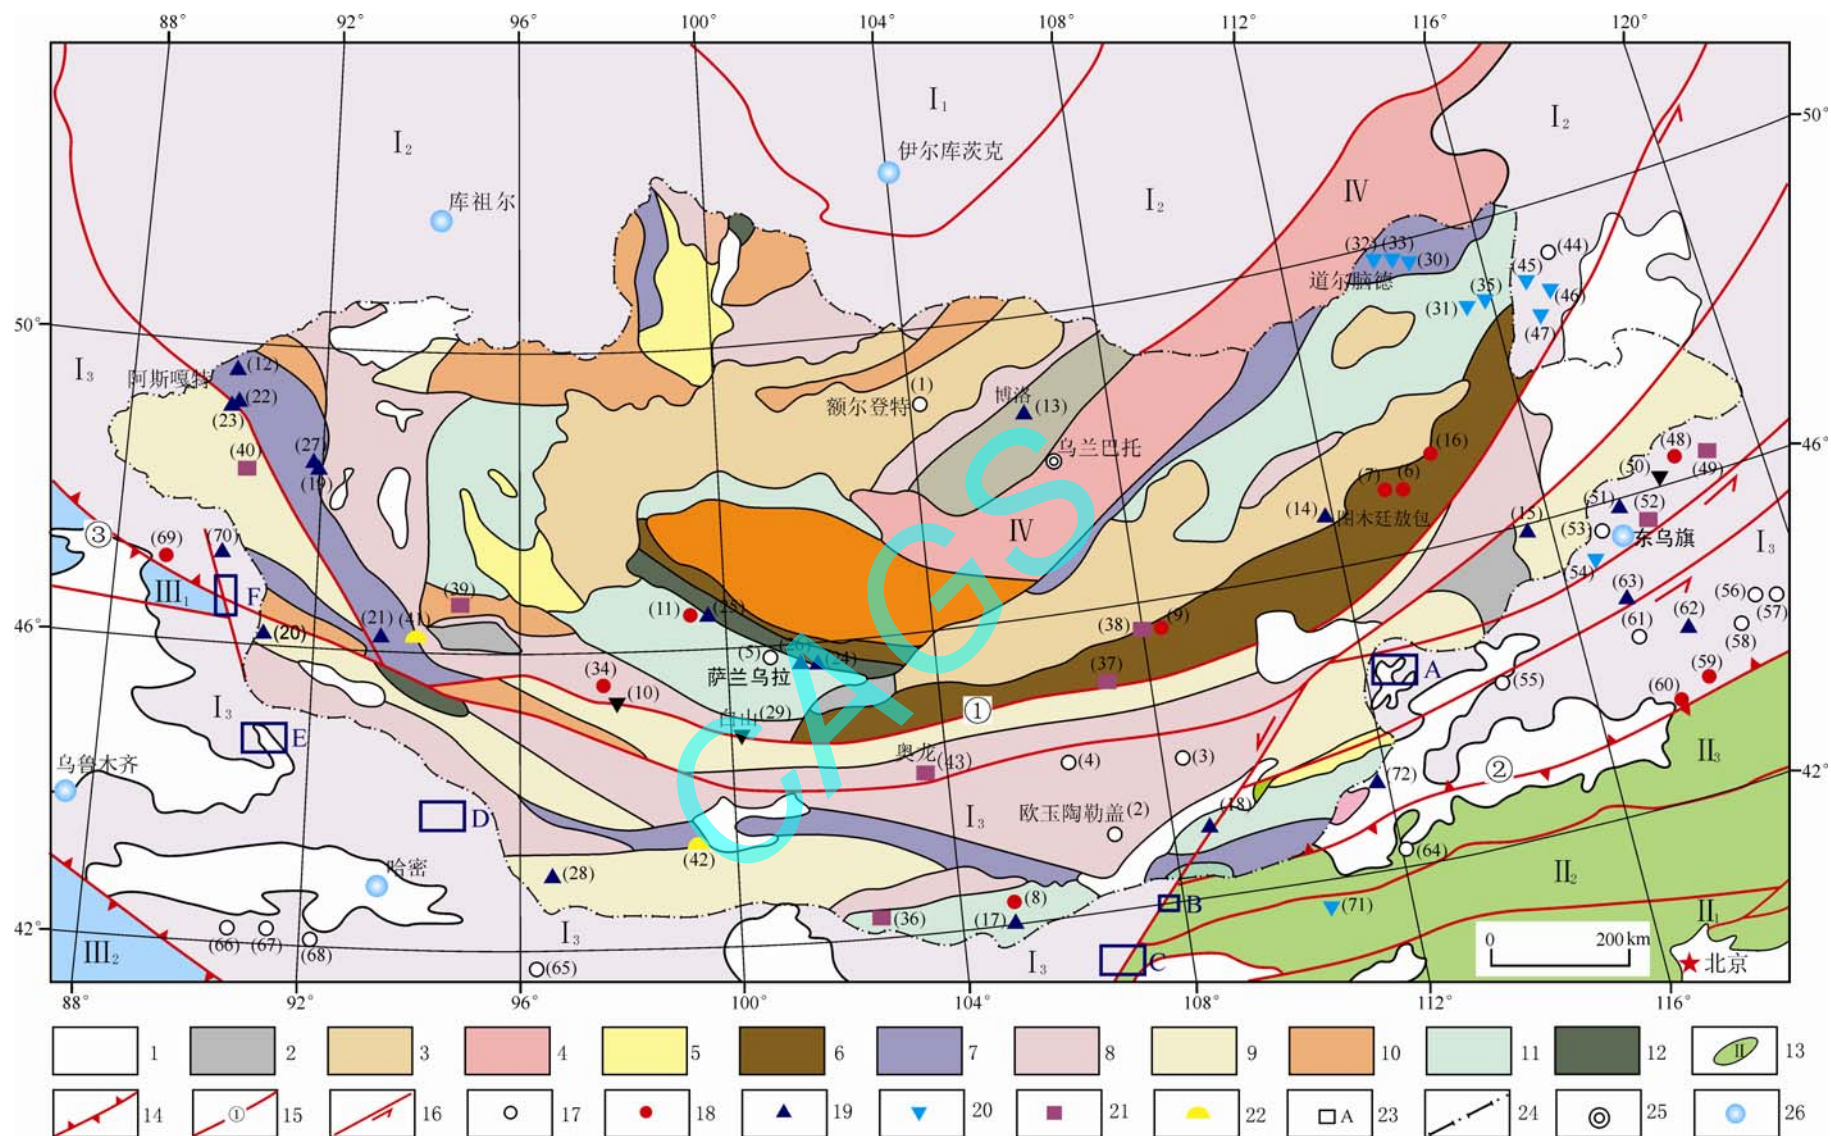 88° 92° 96° 100° 104° 108° 112° 116° 120°
I₁
I₂ I₂ I₂
50°
伊尔库茨克
库祖尔
IV
(44)
(32) (33) (30)
(45)
道尔脑德
(35) (46)
(31) (47)
50°
I₃
(12)
阿斯嘎特
(22)
(23)
(1)
额尔登特
博洛
(13)
乌兰巴托
46°
(27)
(40)
(19)
(16)
(48)
(7) (6)
(50) (49)
(14)
图木廷敖包
(15)
(51) (52)
(53)
东乌旗
I₃
IV
③
(69) (70)
(54)
III₁
F
(39)
(11) (25)
(63)
(56) (57)
46°
(20)
(21) (41)
(38) (9)
(61) (62)
(58)
(5) (26) (24)
萨兰乌拉
(34)
(10)
(37)
A
(55)
(59)
(60)
I₃
E
白山 (29)
①
II₃
乌鲁木齐
奥龙
(43)
(4) (3)
②
(72)
42°
D
I₃
欧玉陶勒盖 (2)
(18)
(42)
(64)
哈密
(28)
II₂
(8)
B
(71)
II₁
(36)
(17)
42°
(66) (67) (68)
I₃
III₂
(65)
I₃
C
0 200 km
北京
88° 92° 96° 100° 104° 108° 112° 116°
1 2 3 4 5 6 7 8 9 10 11 12 II 13
14 ① 15 16 17 18 19 20 21 22 A 23 24 25 26
CAGS